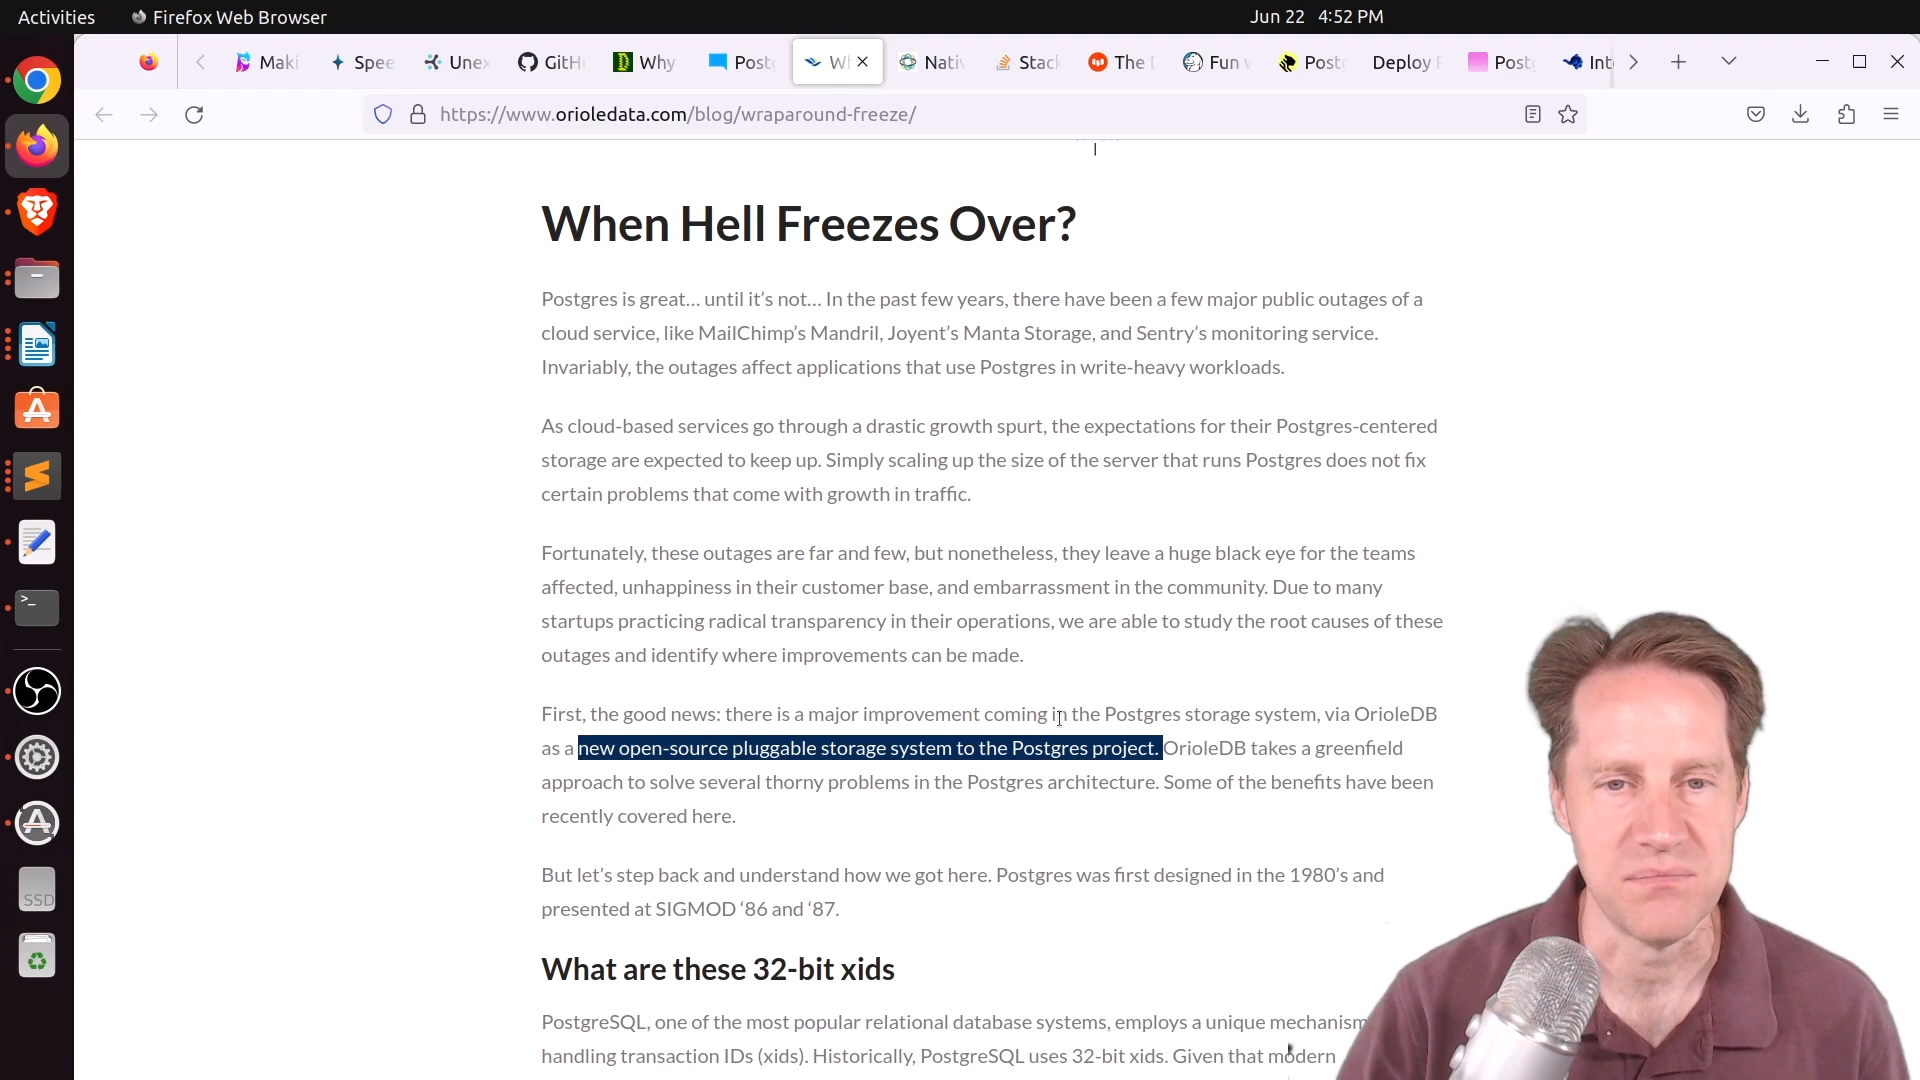 Activities
Firefox Web Browser
Jun 22 4:52 PM
Maki
Spee
Unex
GitHu
Why
Postg
Wh
Nativ
Stack
The D
Fun w
Postg
Deploy
Postg
Into
https://www.orioledata.com/blog/wraparound-freeze/
When Hell Freezes Over?
Postgres is great… until it’s not… In the past few years, there have been a few major public outages of a
cloud service, like MailChimp’s Mandril, Joyent’s Manta Storage, and Sentry’s monitoring service.
Invariably, the outages affect applications that use Postgres in write-heavy workloads.
As cloud-based services go through a drastic growth spurt, the expectations for their Postgres-centered
storage are expected to keep up. Simply scaling up the size of the server that runs Postgres does not fix
certain problems that come with growth in traffic.
Fortunately, these outages are far and few, but nonetheless, they leave a huge black eye for the teams
affected, unhappiness in their customer base, and embarrassment in the community. Due to many
startups practicing radical transparency in their operations, we are able to study the root causes of these
outages and identify where improvements can be made.
First, the good news: there is a major improvement coming in the Postgres storage system, via OrioleDB
as a new open-source pluggable storage system to the Postgres project. OrioleDB takes a greenfield
approach to solve several thorny problems in the Postgres architecture. Some of the benefits have been
recently covered here.
But let’s step back and understand how we got here. Postgres was first designed in the 1980’s and
presented at SIGMOD ‘86 and ‘87.
What are these 32-bit xids
PostgreSQL, one of the most popular relational database systems, employs a unique mechanism
handling transaction IDs (xids). Historically, PostgreSQL uses 32-bit xids. Given that modern
SSD